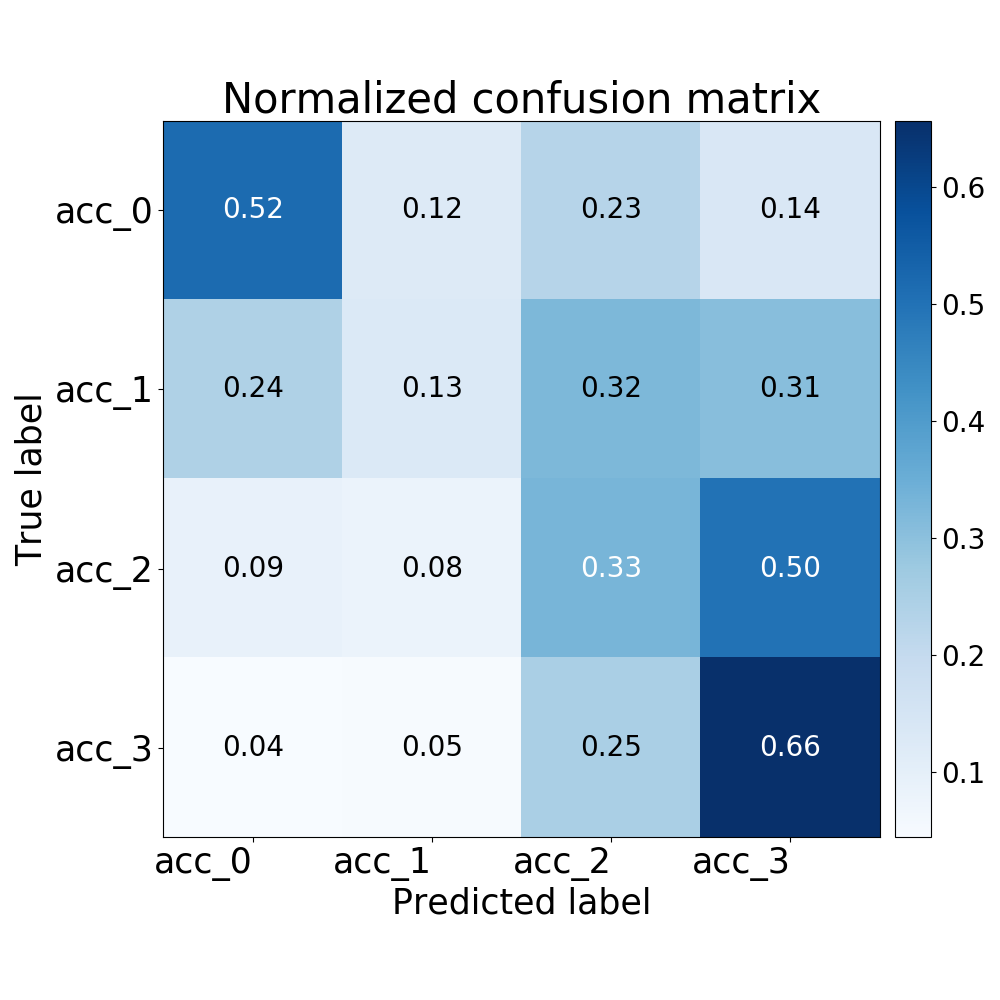 Normalized confusion matrix
acc_0 0.52 0.12 0.23 0.14
acc_1 0.24 0.13 0.32 0.31
acc_2 0.09 0.08 0.33 0.50
acc_3 0.04 0.05 0.25 0.66
acc_0 acc_1 acc_2 acc_3
Predicted label
True label
0.6
0.5
0.4
0.3
0.2
0.1